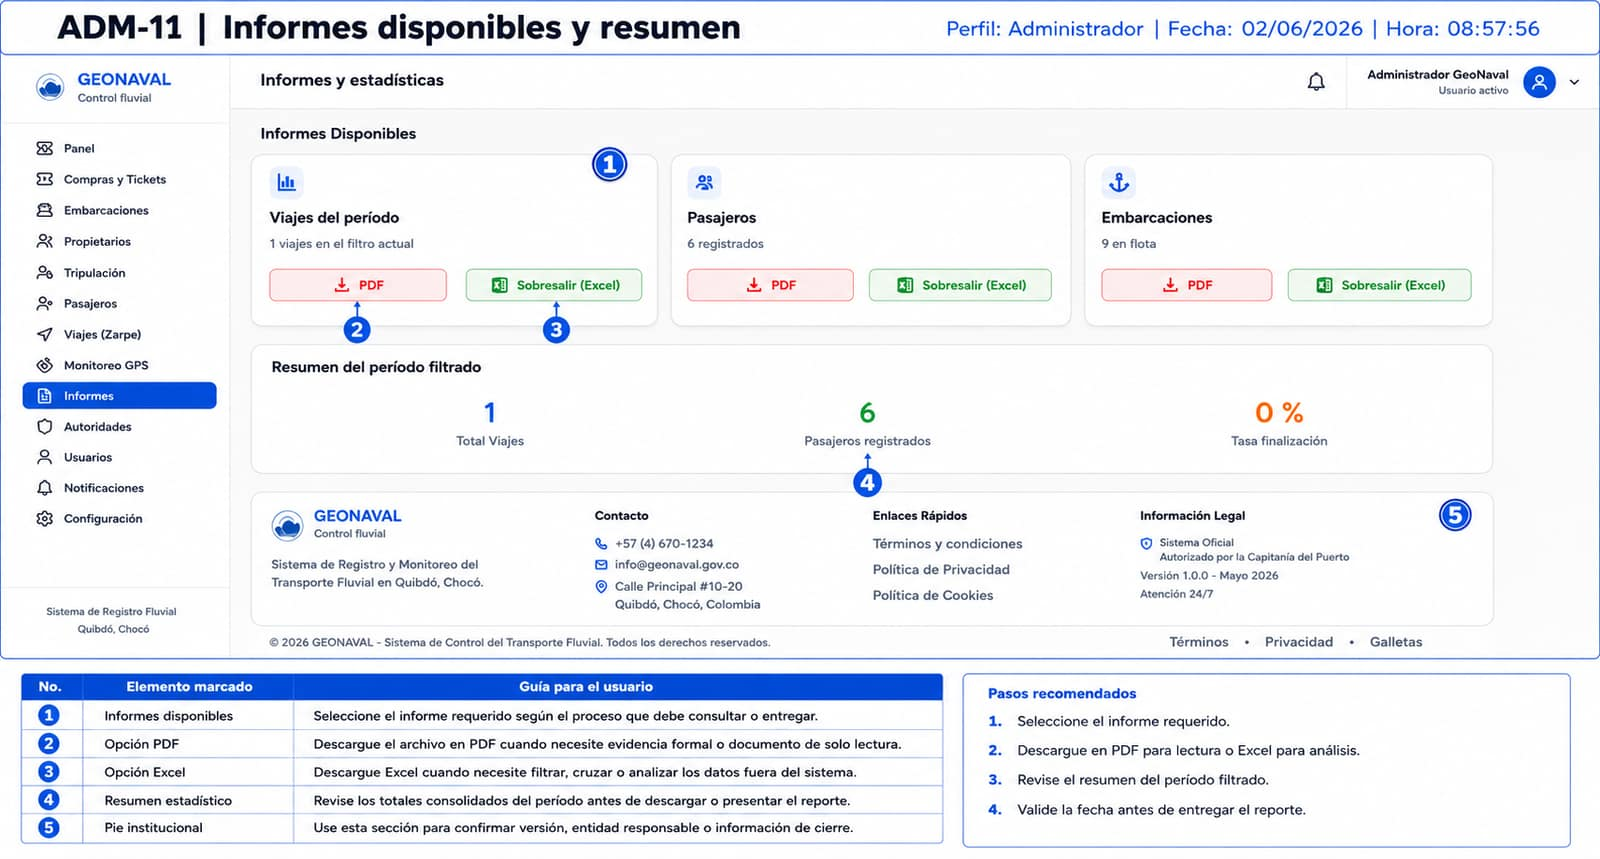 ADM-11 | Informes disponibles y resumen
Perfil: Administrador | Fecha: 02/06/2026 | Hora: 08:57:56
GEONAVAL
Control fluvial
Informes y estadísticas
Administrador GeoNaval
Usuario activo
Panel
Compras y Tickets
Embarcaciones
Propietarios
Tripulación
Pasajeros
Viajes (Zarpe)
Monitoreo GPS
Informes
Autoridades
Usuarios
Notificaciones
Configuración
Sistema de Registro Fluvial
Quibdó, Chocó
Informes Disponibles
1
Viajes del período
1 viajes en el filtro actual
PDF
Sobresalir (Excel)
2
3
Pasajeros
6 registrados
PDF
Sobresalir (Excel)
Embarcaciones
9 en flota
PDF
Sobresalir (Excel)
Resumen del período filtrado
1
Total Viajes
6
Pasajeros registrados
0 %
Tasa finalización
4
GEONAVAL
Control fluvial
Sistema de Registro y Monitoreo del
Transporte Fluvial en Quibdó, Chocó.
Contacto
+57 (4) 670-1234
info@geonaval.gov.co
Calle Principal #10-20
Quibdó, Chocó, Colombia
Enlaces Rápidos
Términos y condiciones
Política de Privacidad
Política de Cookies
Información Legal
Sistema Oficial
Autorizado por la Capitanía del Puerto
Versión 1.0.0 - Mayo 2026
Atención 24/7
5
© 2026 GEONAVAL - Sistema de Control del Transporte Fluvial. Todos los derechos reservados.
Términos • Privacidad • Galletas
No. Elemento marcado Guía para el usuario
1 Informes disponibles Seleccione el informe requerido según el proceso que debe consultar o entregar.
2 Opción PDF Descargue el archivo en PDF cuando necesite evidencia formal o documento de solo lectura.
3 Opción Excel Descargue Excel cuando necesite filtrar, cruzar o analizar los datos fuera del sistema.
4 Resumen estadístico Revise los totales consolidados del período antes de descargar o presentar el reporte.
5 Pie institucional Use esta sección para confirmar versión, entidad responsable o información de cierre.
Pasos recomendados
1. Seleccione el informe requerido.
2. Descargue en PDF para lectura o Excel para análisis.
3. Revise el resumen del período filtrado.
4. Valide la fecha antes de entregar el reporte.